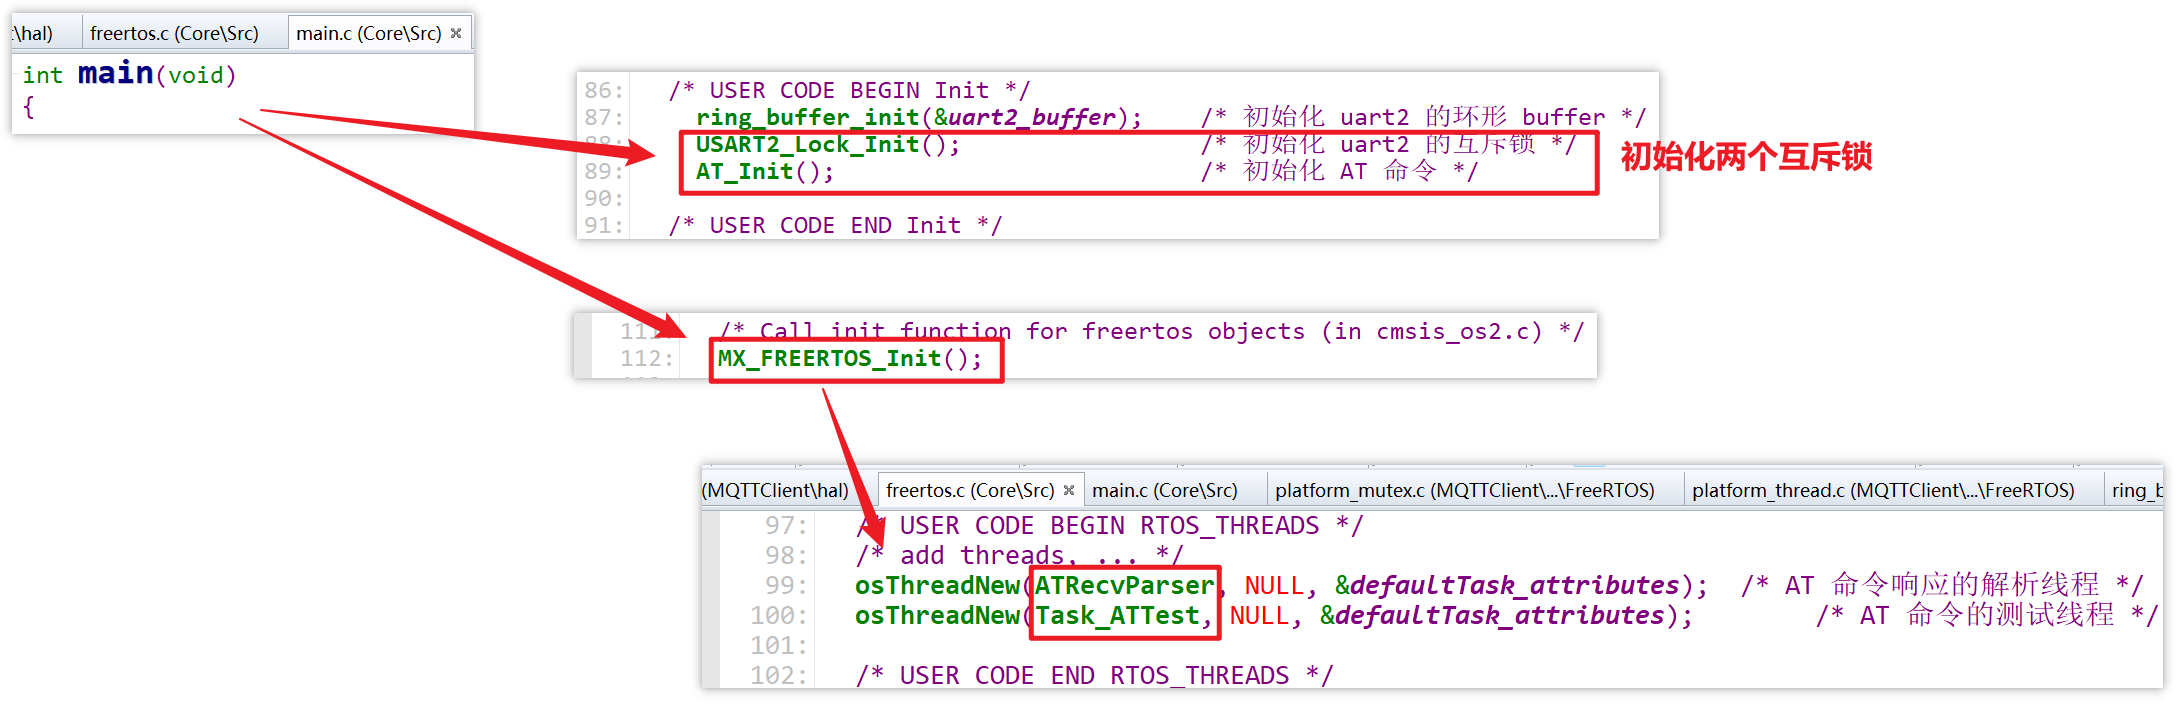 :\hal) freertos.c (Core\Src) main.c (Core\Src)
int main(void)
{
86: /* USER CODE BEGIN Init */
87: ring_buffer_init(&uart2_buffer); /* 初始化 uart2 的环形 buffer */
88: USART2_Lock_Init(); /* 初始化 uart2 的互斥锁 */
89: AT_Init(); /* 初始化 AT 命令 */
90:
91: /* USER CODE END Init */
初始化两个互斥锁
111: /* Call init function for freertos objects (in cmsis_os2.c) */
112: MX_FREERTOS_Init();
(MQTTClient\hal) freertos.c (Core\Src) main.c (Core\Src) platform_mutex.c (MQTTClient\...\FreeRTOS) platform_thread.c (MQTTClient\...\FreeRTOS) ring_b
97: /* USER CODE BEGIN RTOS_THREADS */
98: /* add threads, ... */
99: osThreadNew(ATRecvParser, NULL, &defaultTask_attributes); /* AT 命令响应的解析线程 */
100: osThreadNew(Task_ATTest, NULL, &defaultTask_attributes); /* AT 命令的测试线程 */
101:
102: /* USER CODE END RTOS_THREADS */